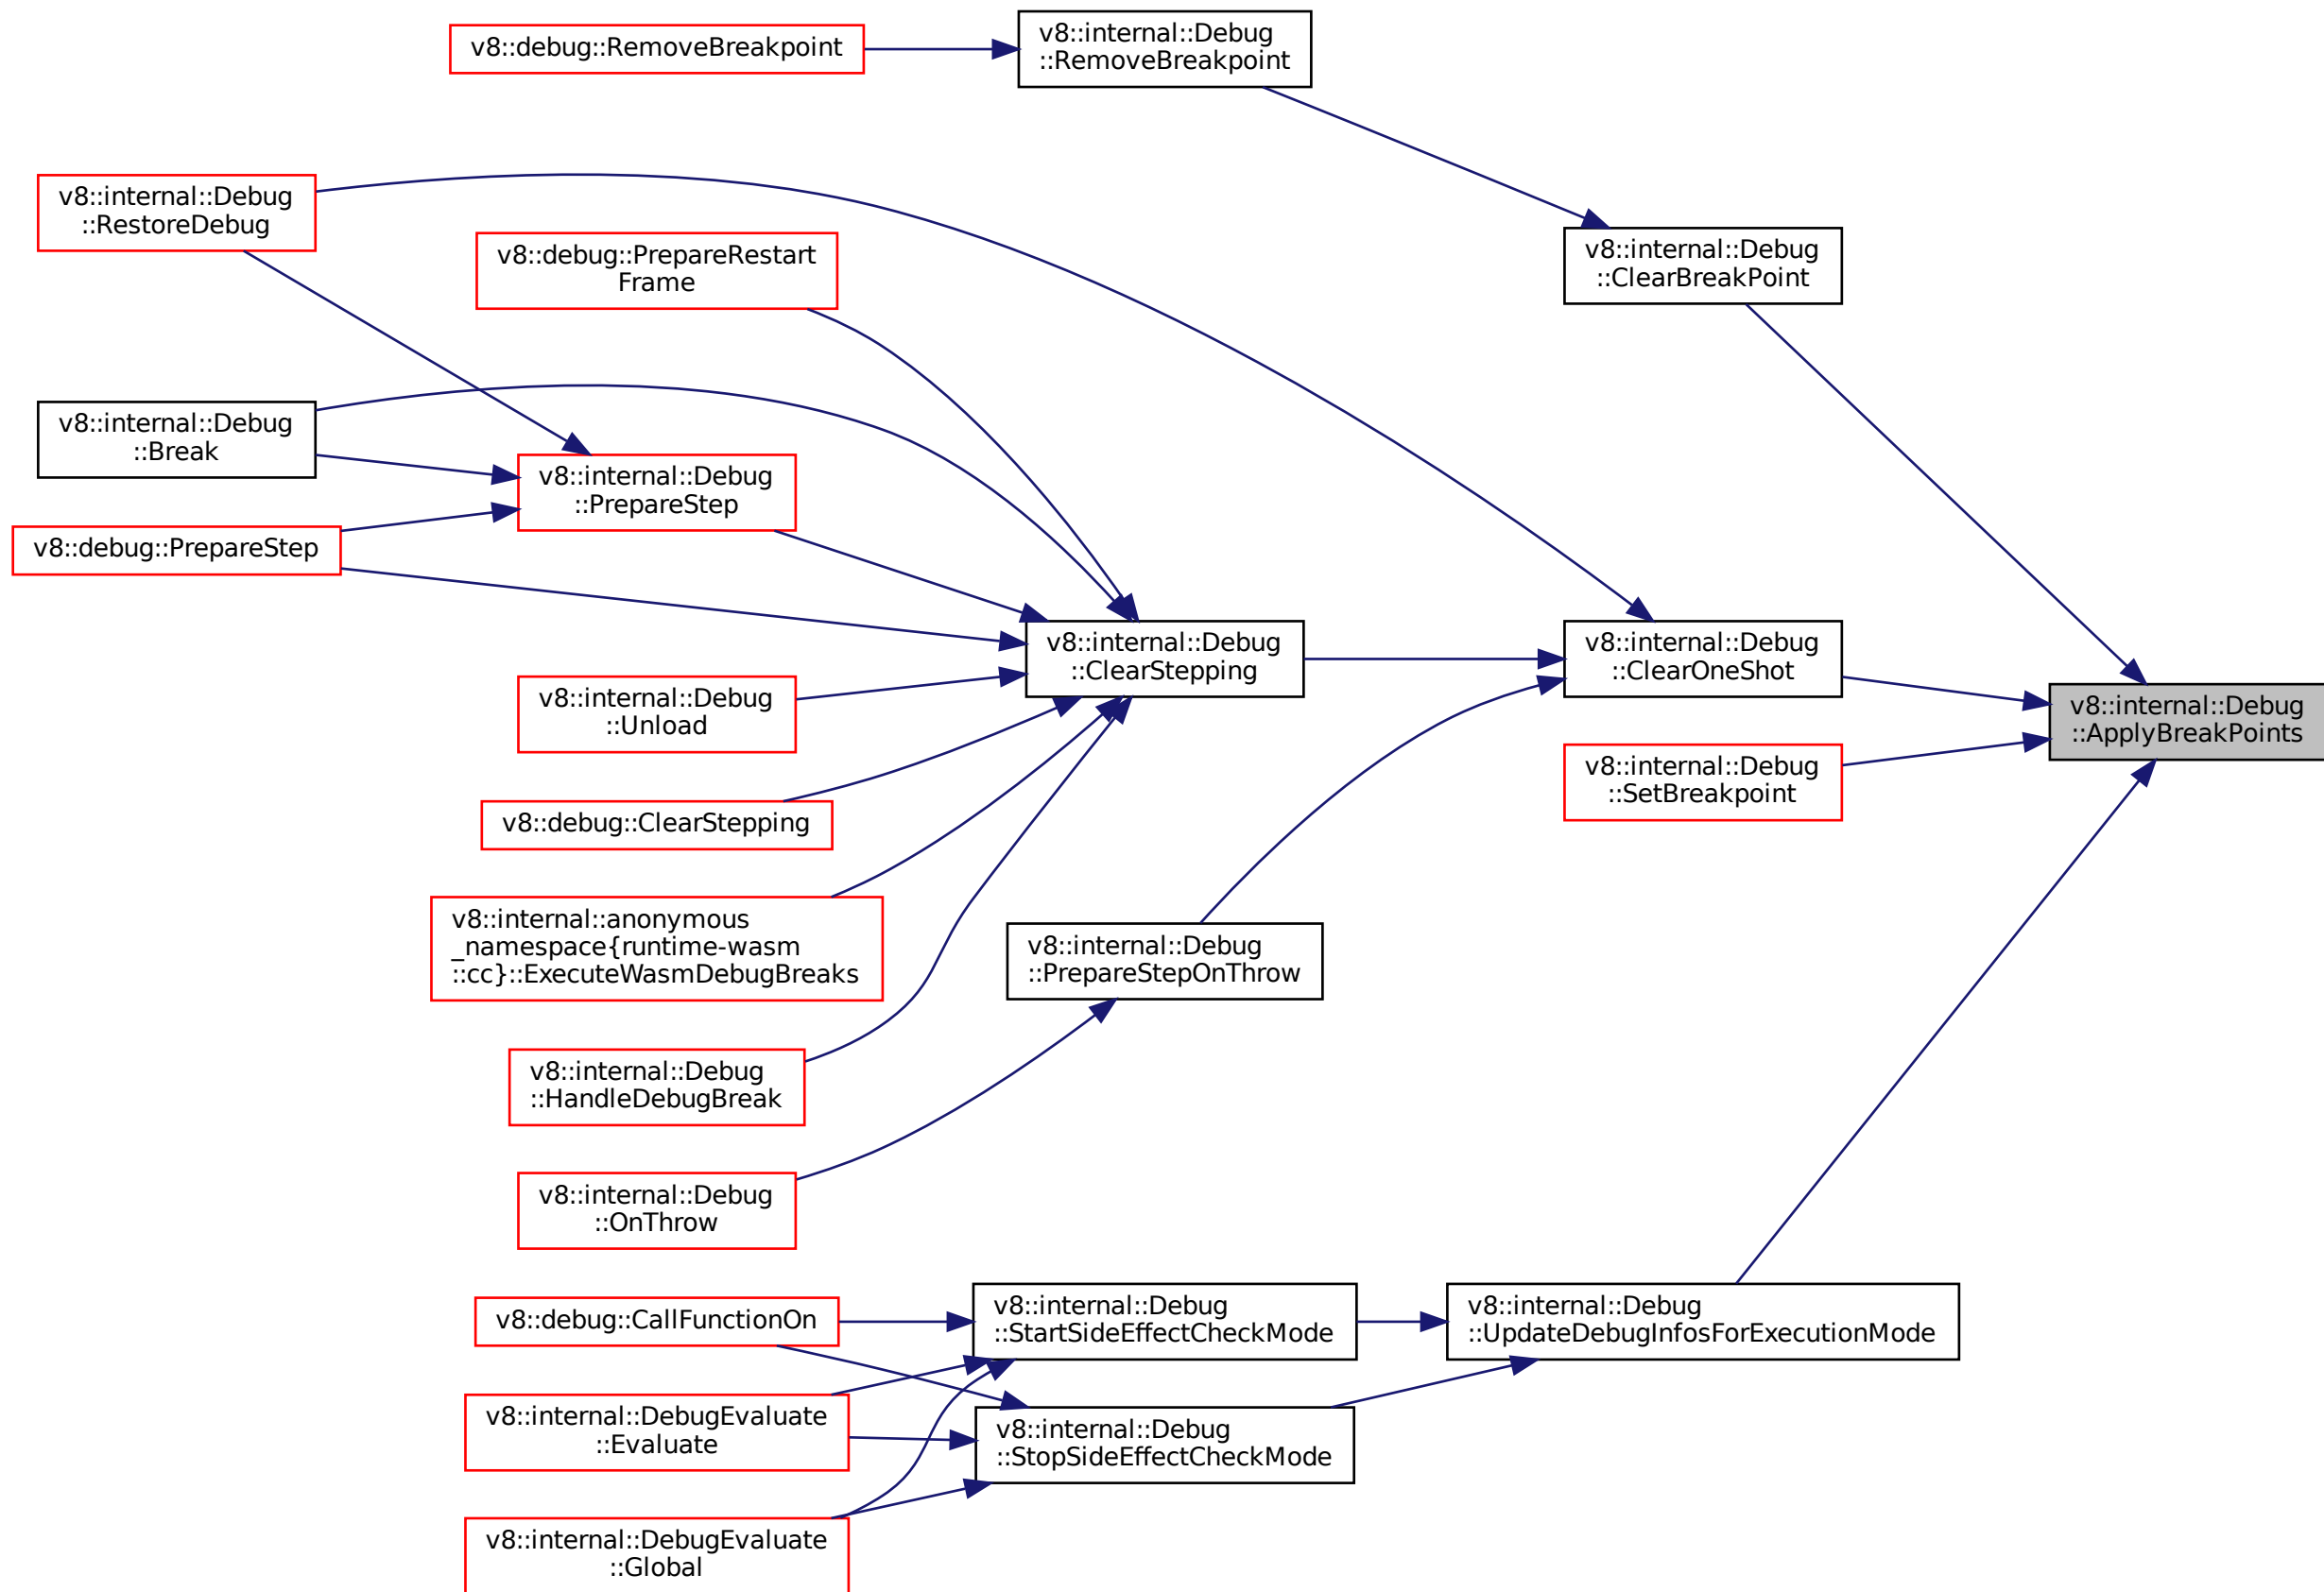 v8::debug::RemoveBreakpoint
v8::internal::Debug
::RemoveBreakpoint
v8::internal::Debug
::RestoreDebug
v8::debug::PrepareRestart
Frame
v8::internal::Debug
::ClearBreakPoint
v8::internal::Debug
::Break
v8::internal::Debug
::PrepareStep
v8::debug::PrepareStep
v8::internal::Debug
::ClearStepping
v8::internal::Debug
::ClearOneShot
v8::internal::Debug
::Unload
v8::internal::Debug
::ApplyBreakPoints
v8::internal::Debug
::SetBreakpoint
v8::debug::ClearStepping
v8::internal::anonymous
_namespace{runtime-wasm
::cc}::ExecuteWasmDebugBreaks
v8::internal::Debug
::PrepareStepOnThrow
v8::internal::Debug
::HandleDebugBreak
v8::internal::Debug
::OnThrow
v8::debug::CallFunctionOn
v8::internal::Debug
::StartSideEffectCheckMode
v8::internal::Debug
::UpdateDebugInfosForExecutionMode
v8::internal::DebugEvaluate
::Evaluate
v8::internal::Debug
::StopSideEffectCheckMode
v8::internal::DebugEvaluate
::Global